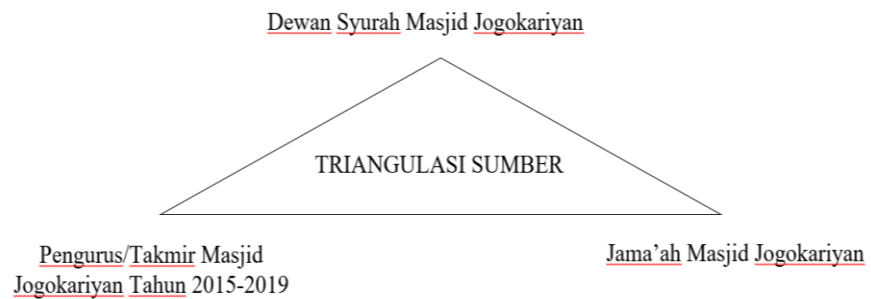 Dewan Syurah Masjid Jogokariyan
TRIANGULASI SUMBER
Pengurus/Takmir Masjid
Jogokariyan Tahun 2015-2019
Jama’ah Masjid Jogokariyan